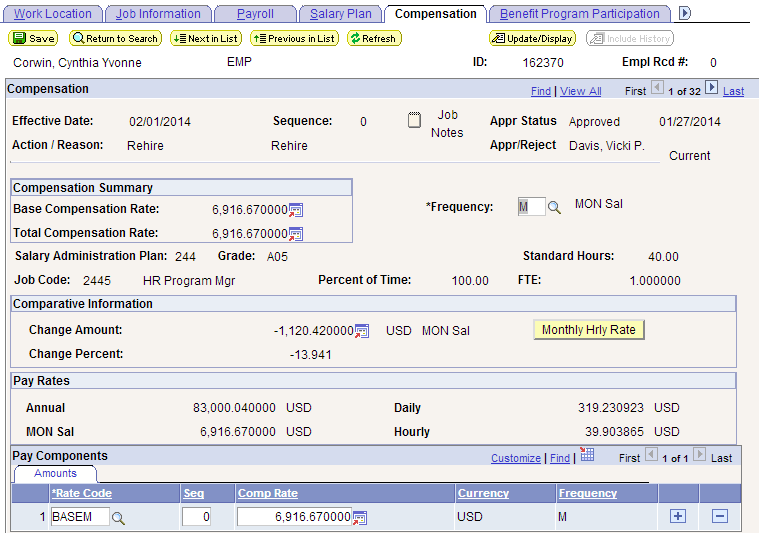 Work Location Job Information Payroll Salary Plan Compensation Benefit Program Participation
Save Return to Search Next in List Previous in List Refresh Update/Display Include History
Corwin, Cynthia Yvonne EMP ID: 162370 Empl Rcd #: 0
Compensation Find | View All First 1 of 32 Last
Effective Date: 02/01/2014 Sequence: 0 Job Notes Appr Status Approved 01/27/2014
Action / Reason: Rehire Rehire Appr/Reject Davis, Vicki P. Current
Compensation Summary
Base Compensation Rate: 6,916.670000 *Frequency: M MON Sal
Total Compensation Rate: 6,916.670000
Salary Administration Plan: 244 Grade: A05 Standard Hours: 40.00
Job Code: 2445 HR Program Mgr Percent of Time: 100.00 FTE: 1.000000
Comparative Information
Change Amount: -1,120.420000 USD MON Sal Monthly Hrly Rate
Change Percent: -13.941
Pay Rates
Annual 83,000.040000 USD Daily 319.230923 USD
MON Sal 6,916.670000 USD Hourly 39.903865 USD
Pay Components Customize | Find | First 1 of 1 Last
Amounts
*Rate Code Seq Comp Rate Currency Frequency
1 BASEM 0 6,916.670000 USD M